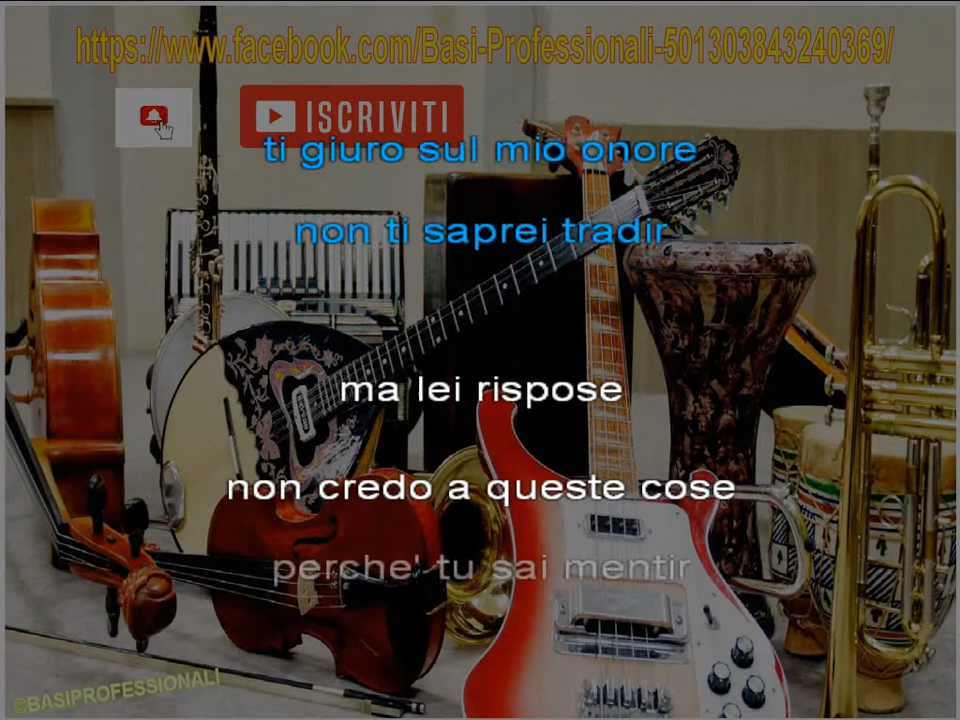 https://www.facebook.com/Basi-Professionali-501303843240369/
ISCRIVITI
ti giuro sul mio onore
non ti saprei tradir
ma lei rispose
non credo a queste cose
perche' tu sai mentir
©BASIPROFESSIONALI